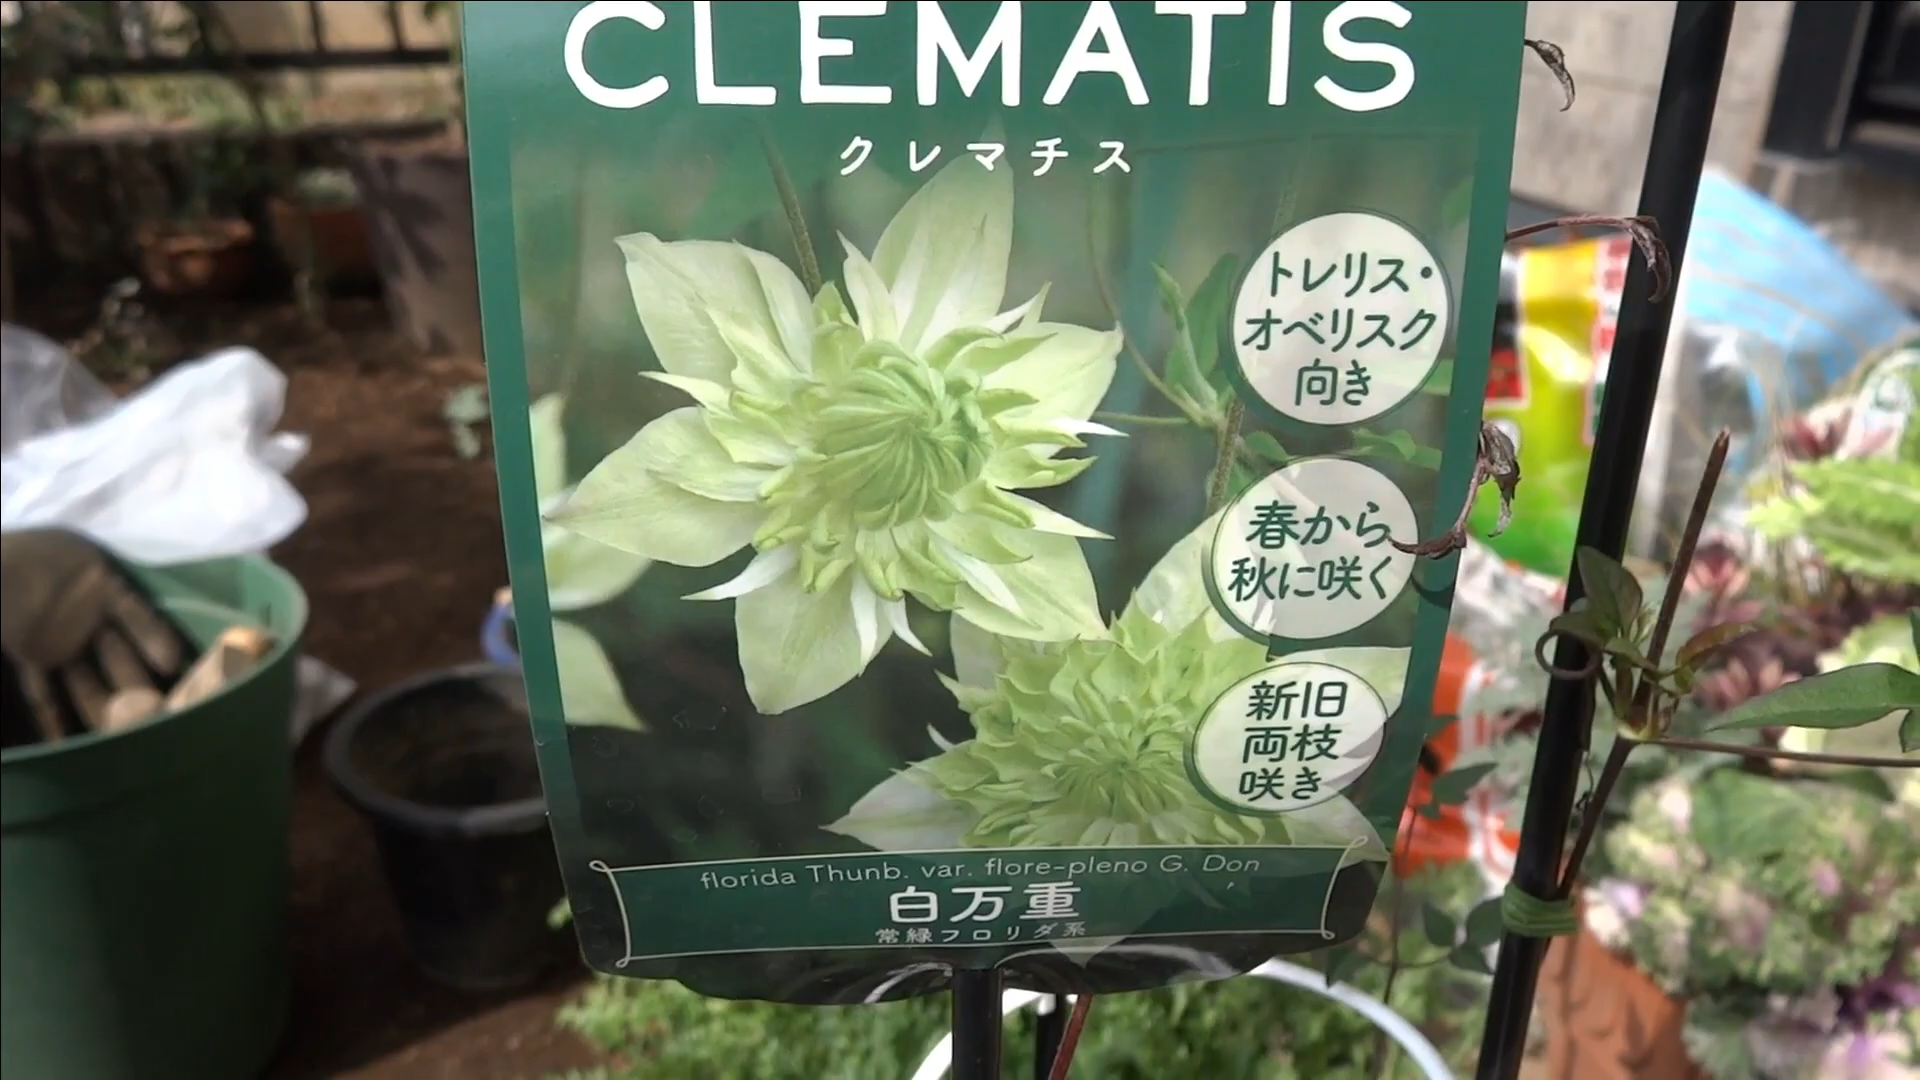 CLEMATIS
クレマチス
トレリス・
オベリスク
向き
春から
秋に咲く
新旧
両枝
咲き
florida Thunb. var. flore-pleno G. Don
白万重
常緑フロリダ系